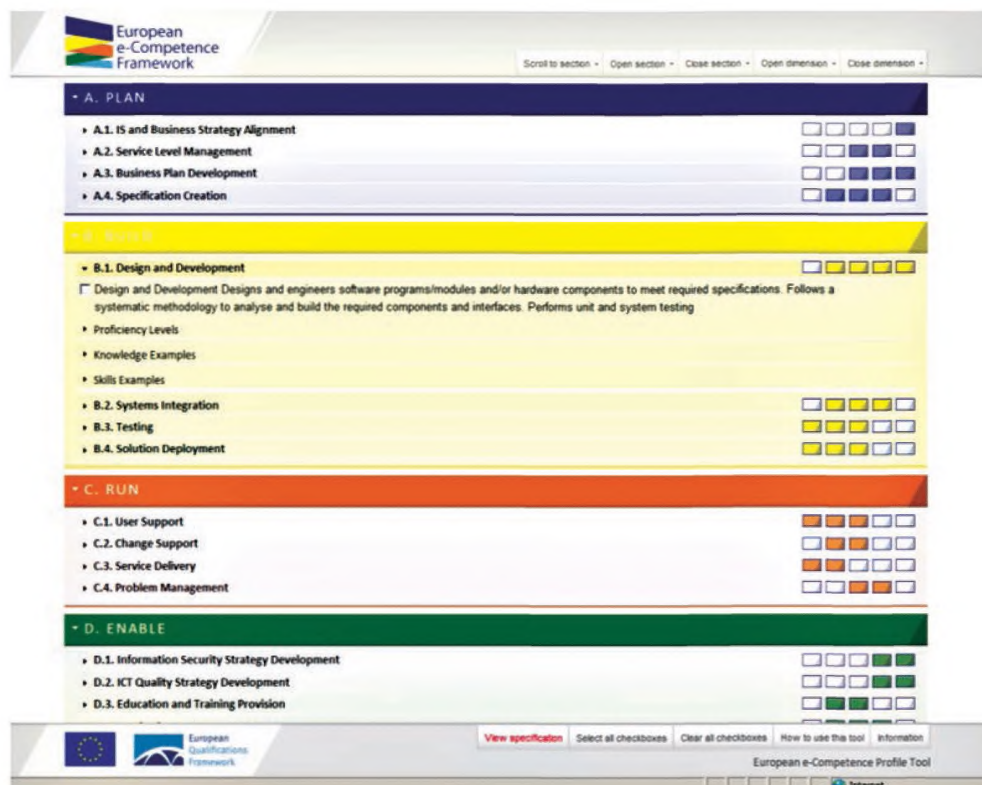 European
e-Competence
Framework
Scroll to section Open section Close section Open dimension Close dimension
A. PLAN
A.1. IS and Business Strategy Alignment
A.2. Service Level Management
A.3. Business Plan Development
A.4. Specification Creation
B. BUILD
B.1. Design and Development
Design and Development Designs and engineers software programs/modules and/or hardware components to meet required specifications. Follows a
systematic methodology to analyse and build the required components and interfaces. Performs unit and system testing
Proficiency Levels
Knowledge Examples
Skills Examples
B.2. Systems Integration
B.3. Testing
B.4. Solution Deployment
C. RUN
C.1. User Support
C.2. Change Support
C.3. Service Delivery
C.4. Problem Management
D. ENABLE
D.1. Information Security Strategy Development
D.2. ICT Quality Strategy Development
D.3. Education and Training Provision
European
Qualifications
Framework
View specification Select all checkboxes Clear all checkboxes How to use this tool Information
European e-Competence Profile Tool
Internet